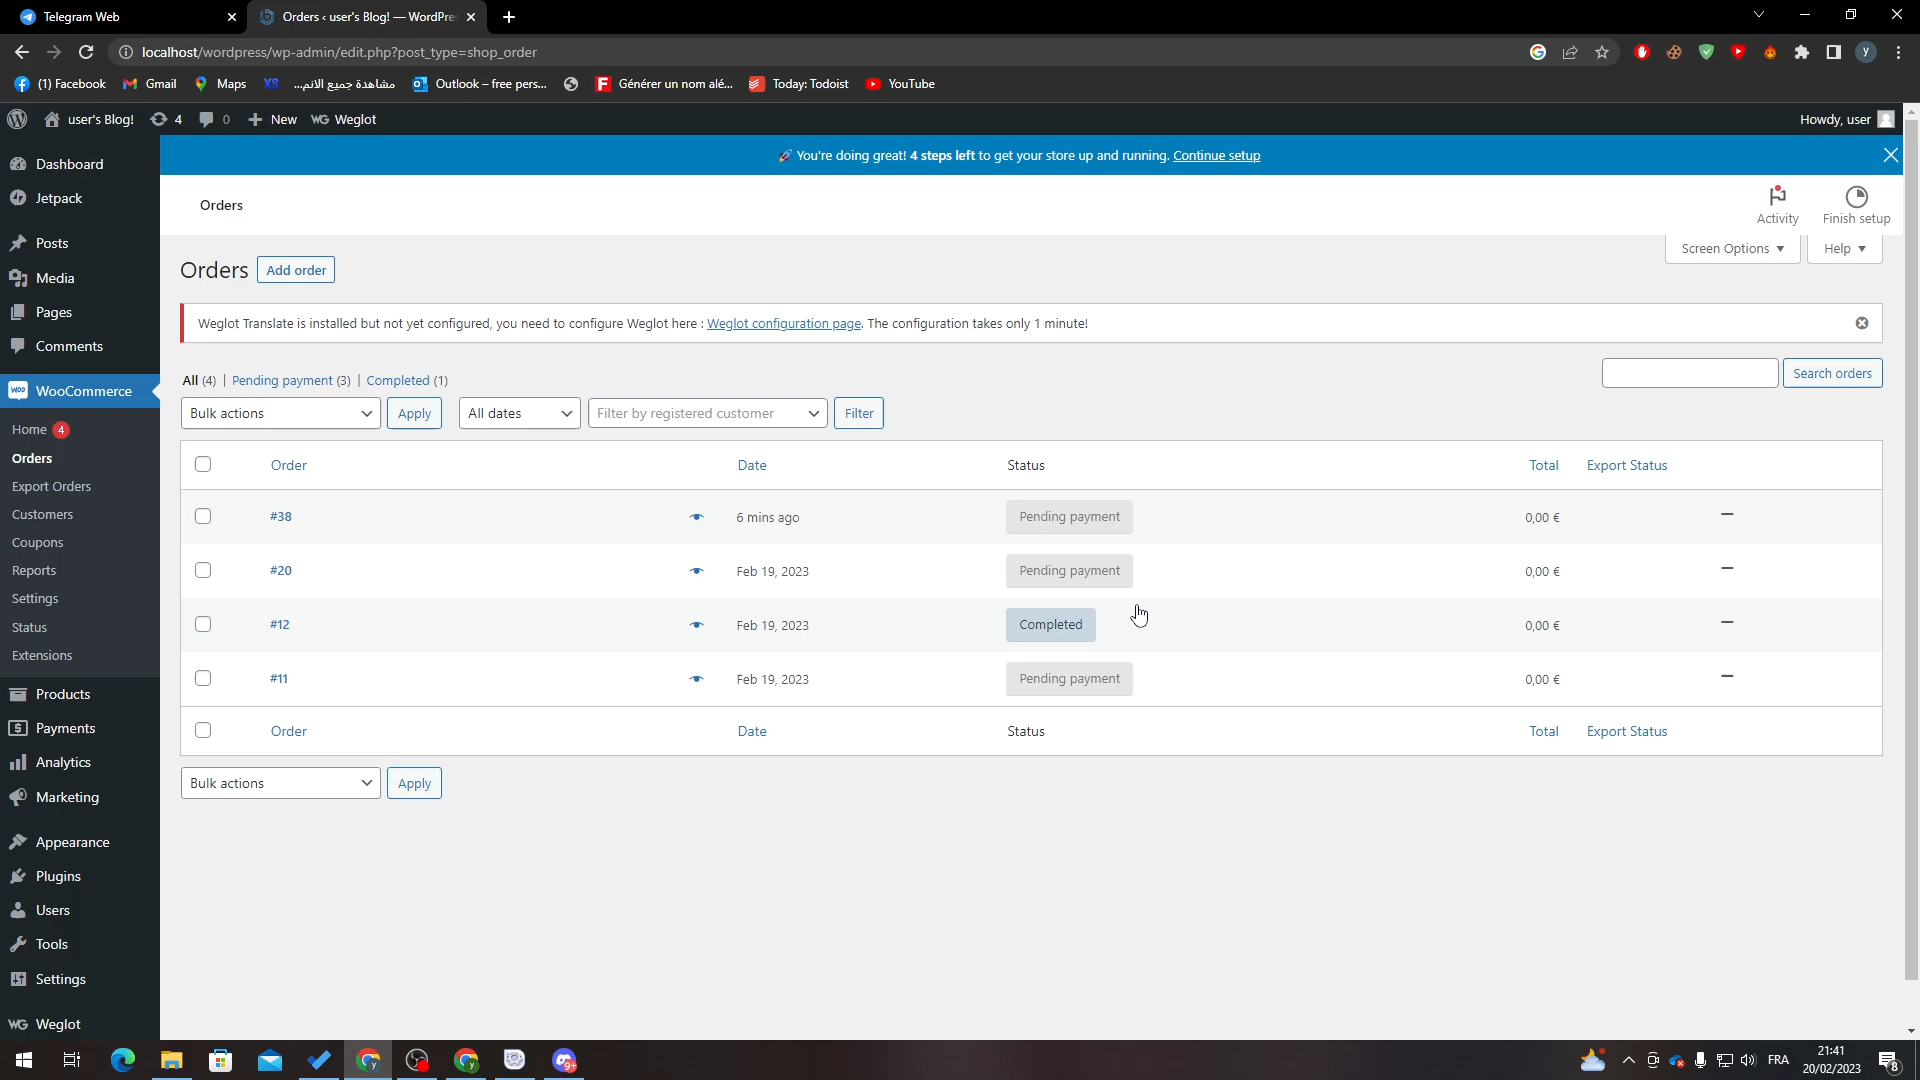 Telegram Web
Orders ‹ user's Blog! — WordPre
localhost/wordpress/wp-admin/edit.php?post_type=shop_order
(1) Facebook
Gmail
Maps
مشاهدة جميع الانم...
Outlook – free pers...
Générer un nom alé...
Today: Todoist
YouTube
user's Blog!
4
0
New
WG Weglot
Howdy, user
🚀 You're doing great! 4 steps left to get your store up and running. Continue setup
Dashboard
Jetpack
Posts
Media
Pages
Comments
WooCommerce
Home 4
Orders
Export Orders
Customers
Coupons
Reports
Settings
Status
Extensions
Products
Payments
Analytics
Marketing
Appearance
Plugins
Users
Tools
Settings
WG Weglot
Orders
Activity
Finish setup
Screen Options
Help
Orders
Add order
Weglot Translate is installed but not yet configured, you need to configure Weglot here : Weglot configuration page. The configuration takes only 1 minute!
All (4) | Pending payment (3) | Completed (1)
Search orders
Bulk actions
Apply
All dates
Filter by registered customer
Filter
Order Date Status Total Export Status
#38 6 mins ago Pending payment 0,00 € –
#20 Feb 19, 2023 Pending payment 0,00 € –
#12 Feb 19, 2023 Completed 0,00 € –
#11 Feb 19, 2023 Pending payment 0,00 € –
Order Date Status Total Export Status
Bulk actions
Apply
FRA
21:41
20/02/2023
8